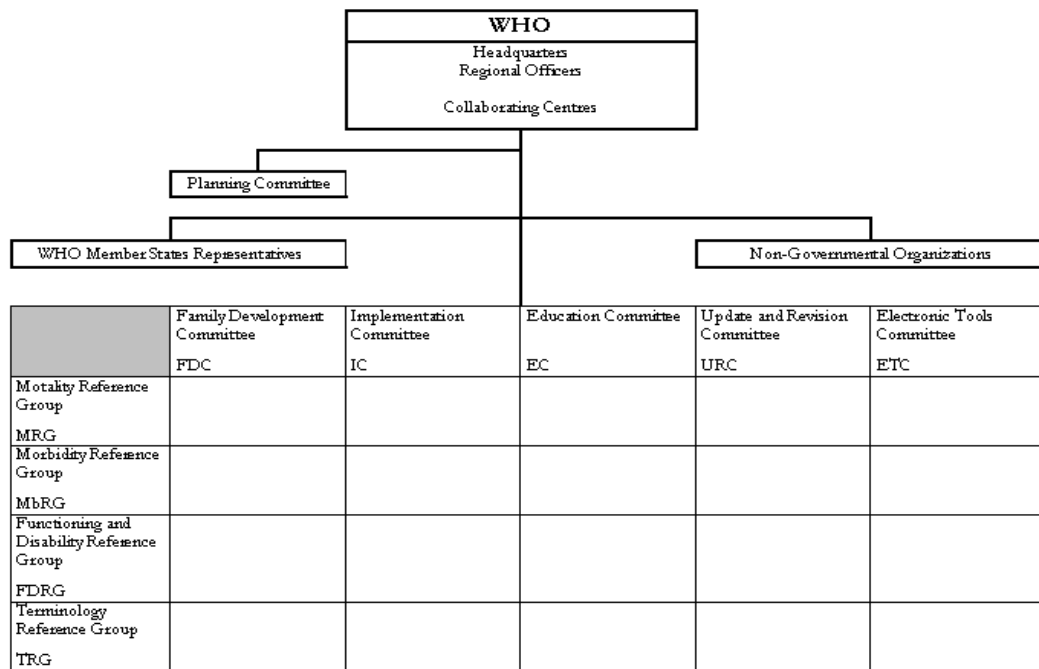 WHO
Headquarters
Regional Officers
Collaborating Centres
Planning Committee
WHO Member States Representatives
Non-Governmental Organizations
Family Development
Committee
FDC
Implementation
Committee
IC
Education Committee
EC
Update and Revision
Committee
URC
Electronic Tools
Committee
ETC
Motality Reference
Group
MRG
Morbidity Reference
Group
MbRG
Functioning and
Disability Reference
Group
FDRG
Terminology
Reference Group
TRG